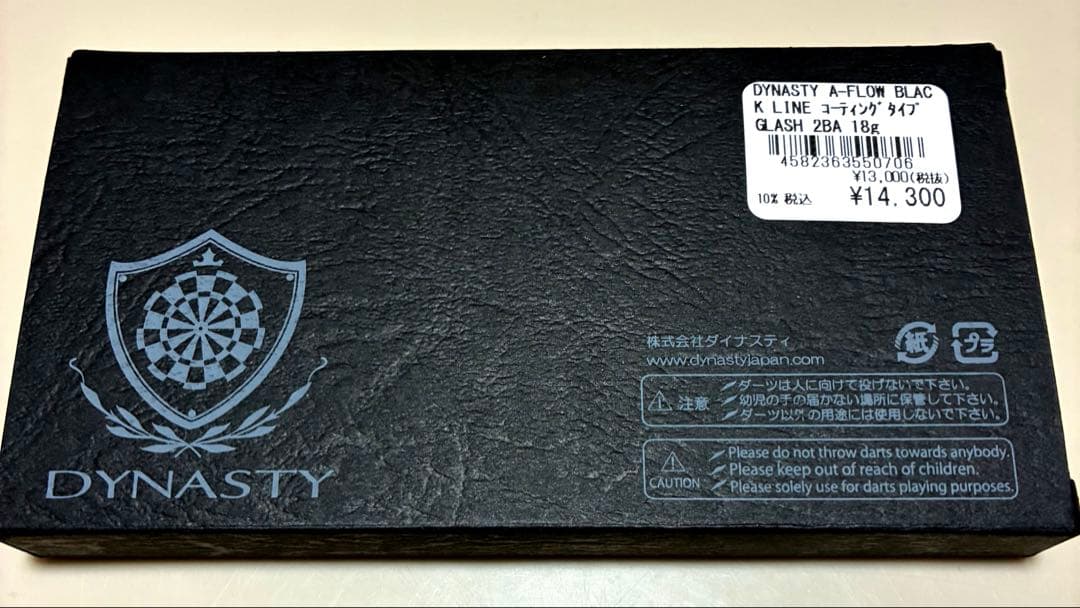 DYNASTY A-FLOW BLAC
K LINE コーティングタイプ
GLASH 2BA 18g
4582363550706
¥13,000(税抜)
10% 税込 ¥14,300
DYNASTY
株式会社ダイナスティ
www.dynastyjapan.com
紙
プラ
注意
ダーツは人に向けて投げないで下さい。
幼児の手の届かない場所に保管して下さい。
ダーツ以外の用途には使用しないで下さい。
CAUTION
Please do not throw darts towards anybody.
Please keep out of reach of children.
Please solely use for darts playing purposes.